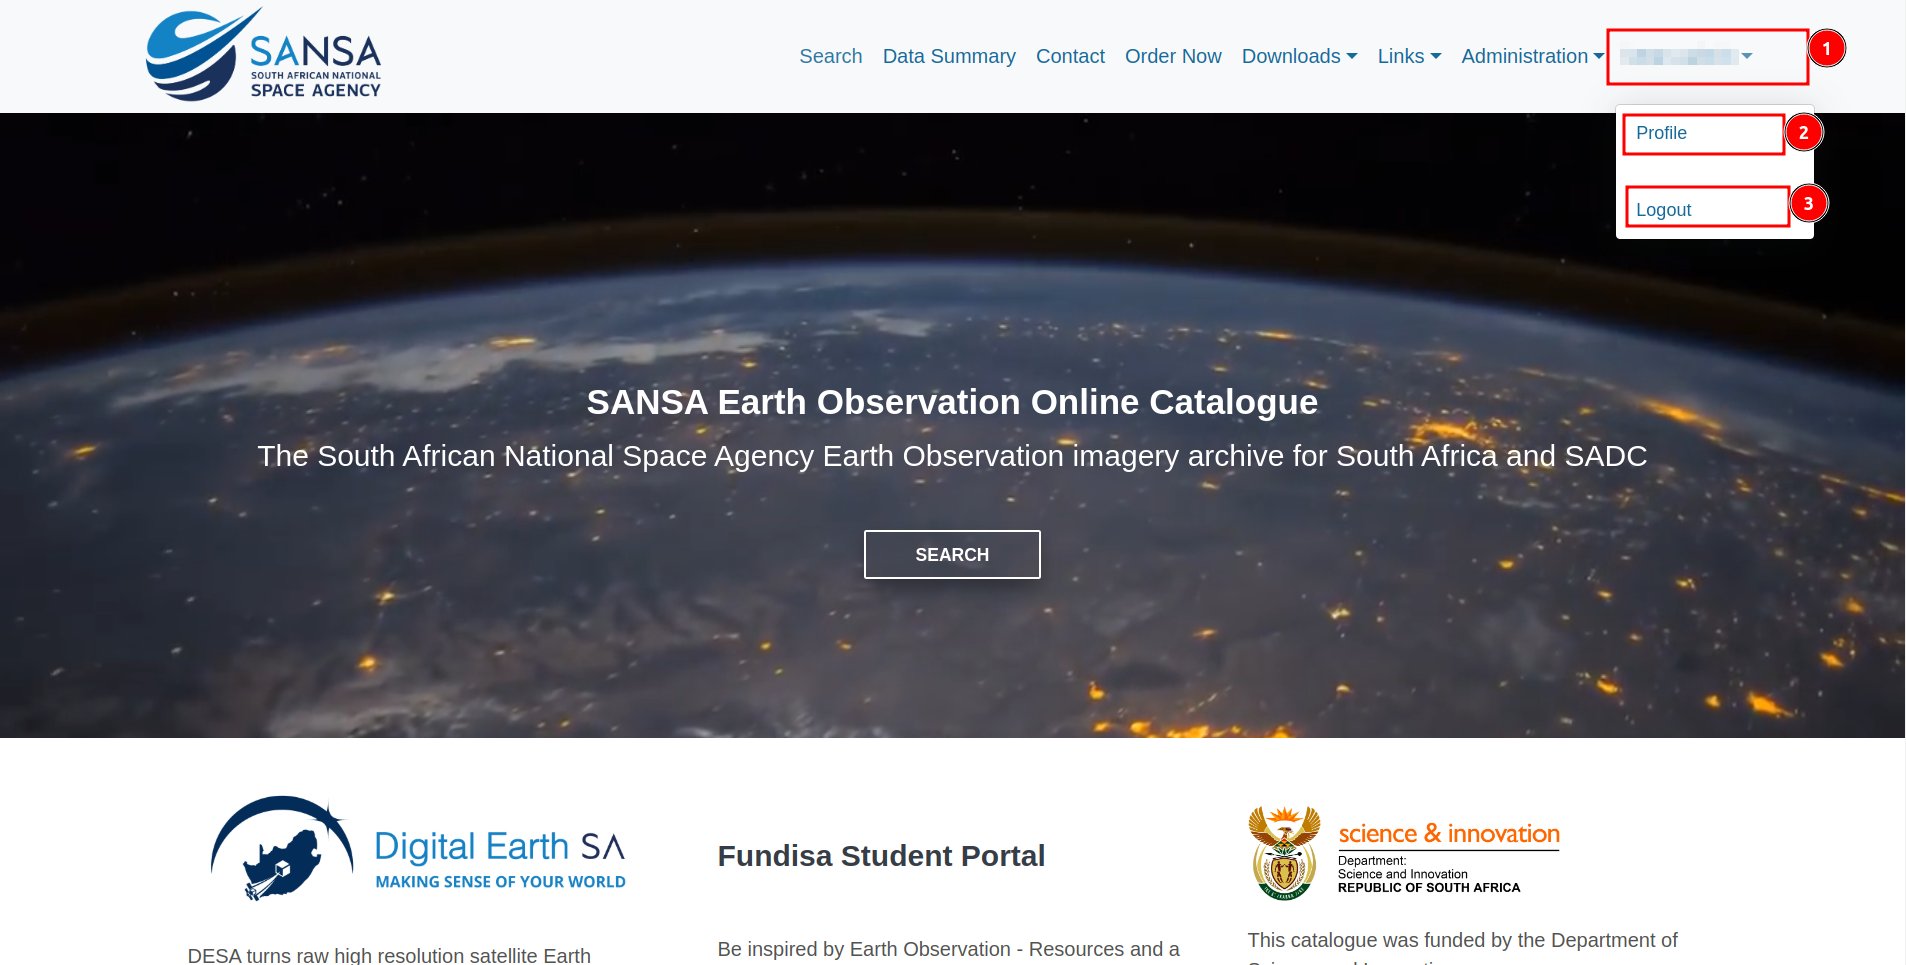 SANSA
SOUTH AFRICAN NATIONAL
SPACE AGENCY
Search Data Summary Contact Order Now Downloads Links Administration
1
Profile
2
Logout
3
SANSA Earth Observation Online Catalogue
The South African National Space Agency Earth Observation imagery archive for South Africa and SADC
SEARCH
Digital Earth SA
MAKING SENSE OF YOUR WORLD
DESA turns raw high resolution satellite Earth
Fundisa Student Portal
Be inspired by Earth Observation - Resources and a
science & innovation
Department:
Science and Innovation
REPUBLIC OF SOUTH AFRICA
This catalogue was funded by the Department of